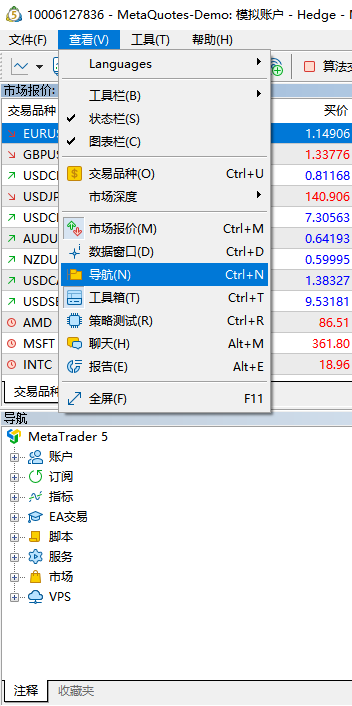 10006127836 - MetaQuotes-Demo: 模拟账户 - Hedge -
文件(F) 查看(V) 工具(T) 帮助(H)
Languages
算法交
市场报价:
工具栏(B)
交易品种 买价
状态栏(S)
EURUS 1.14906
图表栏(C)
GBPUS 1.33776
交易品种(O) Ctrl+U
USDCH 0.81168
市场深度
USDJP 140.906
USDCN 7.30563
市场报价(M) Ctrl+M
AUDU 0.64193
数据窗口(D) Ctrl+D
NZDU 0.59995
导航(N) Ctrl+N
USDCA 1.38327
工具箱(T) Ctrl+T
USDSE 9.53181
策略测试(R) Ctrl+R
AMD 86.51
聊天(H) Alt+M
MSFT 361.80
报告(E) Alt+E
INTC 18.96
全屏(F) F11
交易品种
导航
MetaTrader 5
账户
订阅
指标
EA交易
脚本
服务
市场
VPS
注释 收藏夹